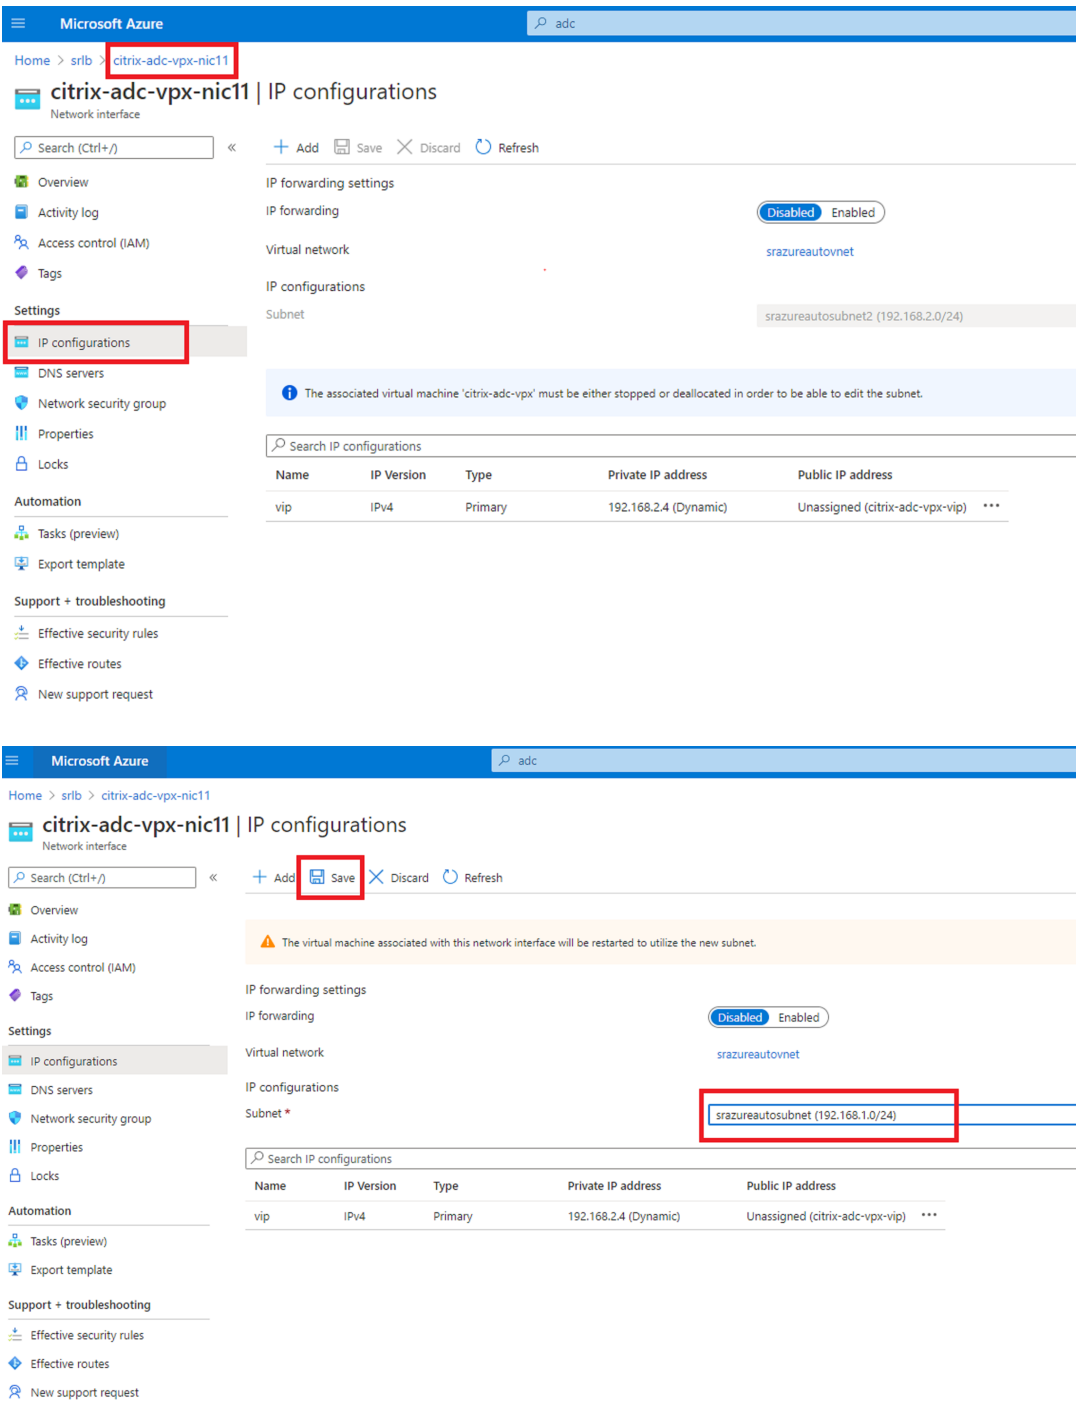 Microsoft Azure
adc
Home > srlb > citrix-adc-vpx-nic11
citrix-adc-vpx-nic11 | IP configurations
Network interface
Search (Ctrl+/)
«
Add Save Discard Refresh
Overview
Activity log
Access control (IAM)
Tags
Settings
IP configurations
DNS servers
Network security group
Properties
Locks
Automation
Tasks (preview)
Export template
Support + troubleshooting
Effective security rules
Effective routes
New support request
IP forwarding settings
IP forwarding Disabled Enabled
Virtual network srazureautovnet
IP configurations
Subnet srazureautosubnet2 (192.168.2.0/24)
The associated virtual machine 'citrix-adc-vpx' must be either stopped or deallocated in order to be able to edit the subnet.
Search IP configurations
Name IP Version Type Private IP address Public IP address
vip IPv4 Primary 192.168.2.4 (Dynamic) Unassigned (citrix-adc-vpx-vip) •••
Microsoft Azure
adc
Home > srlb > citrix-adc-vpx-nic11
citrix-adc-vpx-nic11 | IP configurations
Network interface
Search (Ctrl+/)
«
Add Save Discard Refresh
Overview
Activity log
Access control (IAM)
Tags
Settings
IP configurations
DNS servers
Network security group
Properties
Locks
Automation
Tasks (preview)
Export template
Support + troubleshooting
Effective security rules
Effective routes
New support request
The virtual machine associated with this network interface will be restarted to utilize the new subnet.
IP forwarding settings
IP forwarding Disabled Enabled
Virtual network srazureautovnet
IP configurations
Subnet * srazureautosubnet (192.168.1.0/24)
Search IP configurations
Name IP Version Type Private IP address Public IP address
vip IPv4 Primary 192.168.2.4 (Dynamic) Unassigned (citrix-adc-vpx-vip) •••